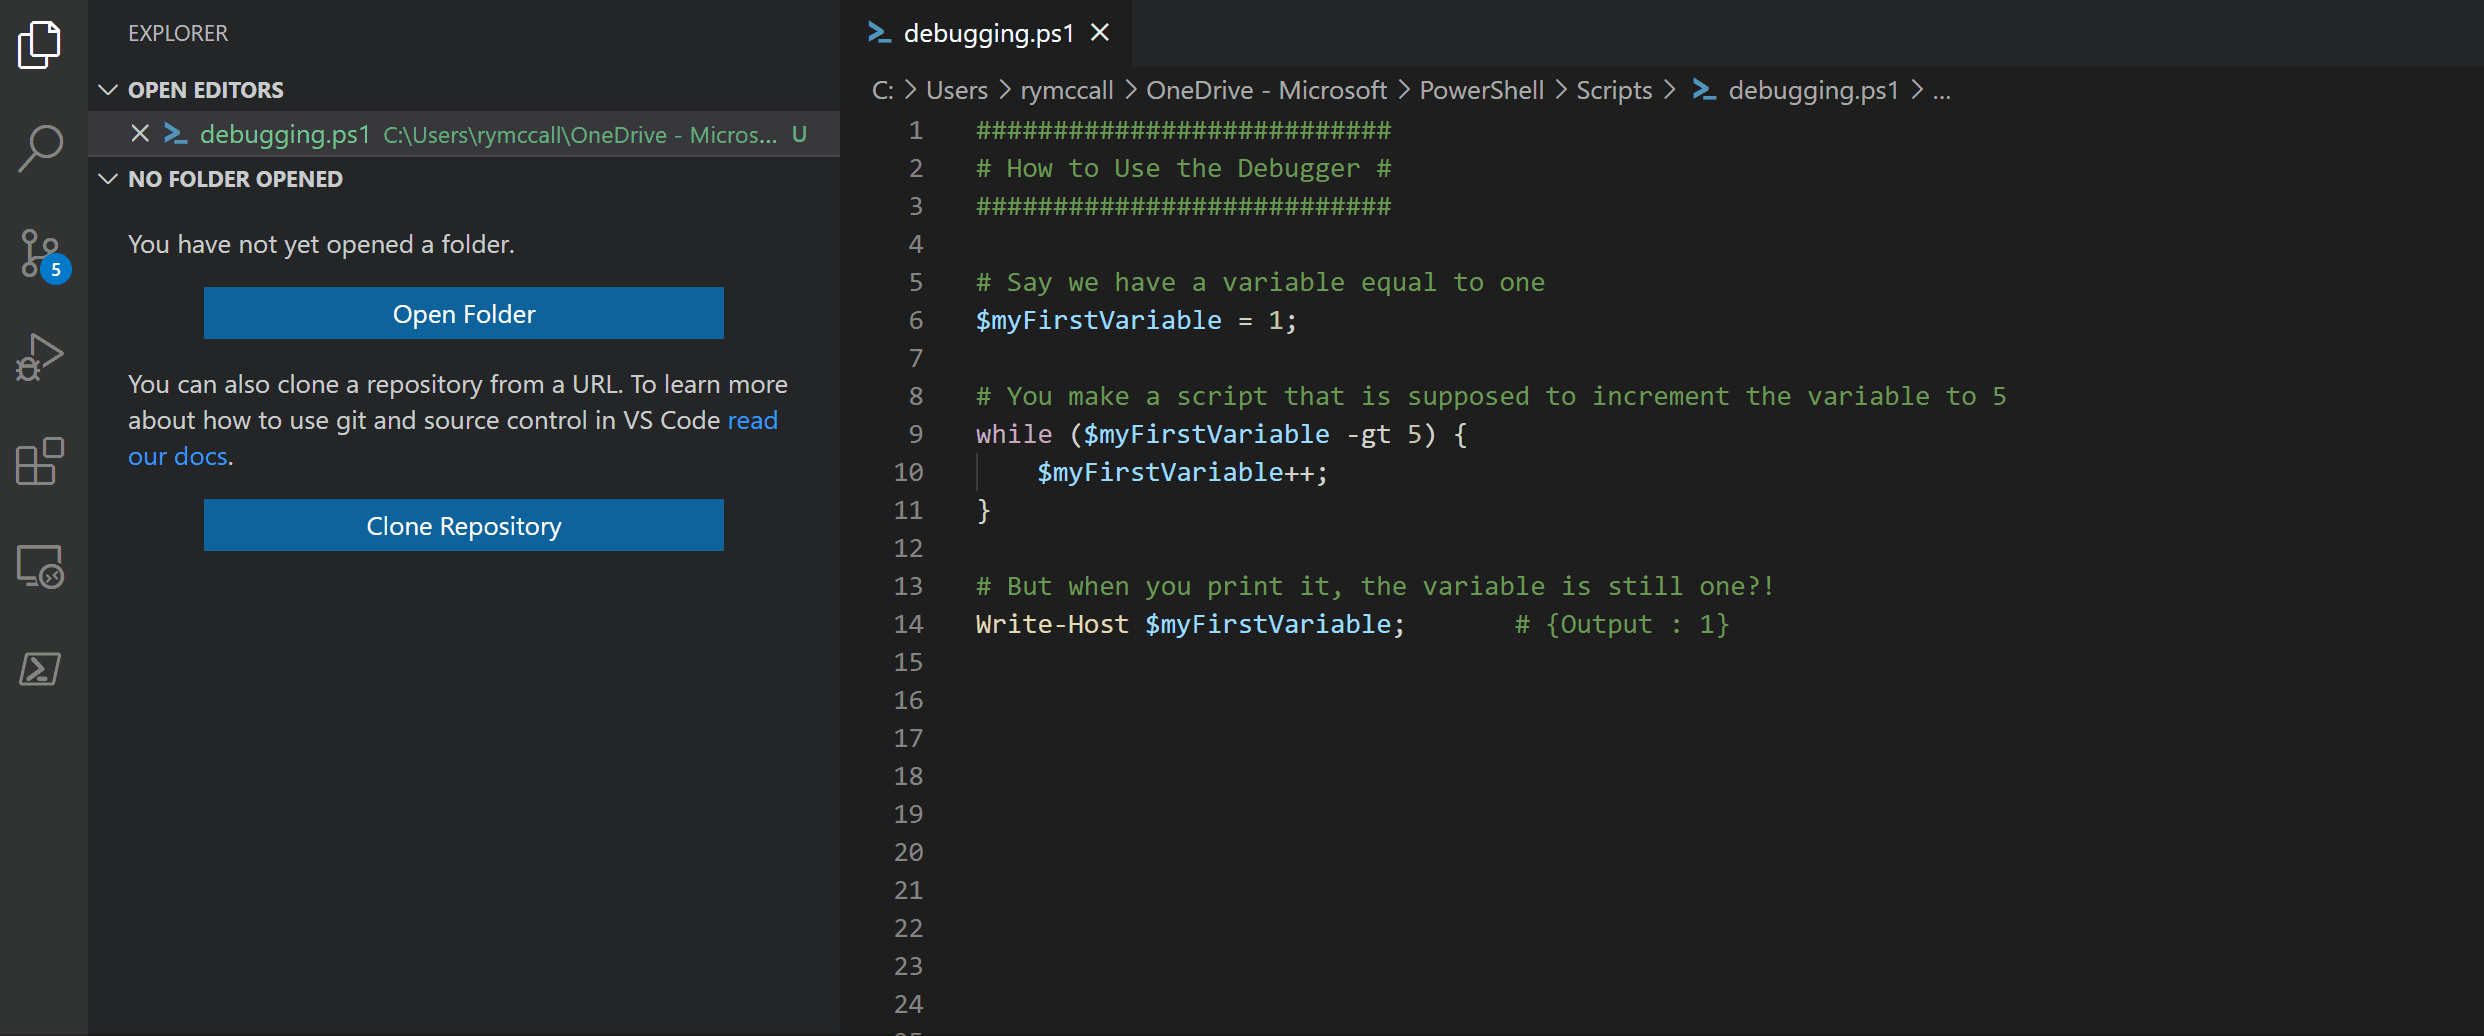 EXPLORER
OPEN EDITORS
debugging.ps1 C:\Users\rymccall\OneDrive - Micros... U
NO FOLDER OPENED
You have not yet opened a folder.
Open Folder
You can also clone a repository from a URL. To learn more
about how to use git and source control in VS Code read
our docs.
Clone Repository
5
debugging.ps1
C: > Users > rymccall > OneDrive - Microsoft > PowerShell > Scripts > debugging.ps1 > ...
1 ###########################
2 # How to Use the Debugger #
3 ###########################
4
5 # Say we have a variable equal to one
6 $myFirstVariable = 1;
7
8 # You make a script that is supposed to increment the variable to 5
9 while ($myFirstVariable -gt 5) {
10 $myFirstVariable++;
11 }
12
13 # But when you print it, the variable is still one?!
14 Write-Host $myFirstVariable; # {Output : 1}
15
16
17
18
19
20
21
22
23
24